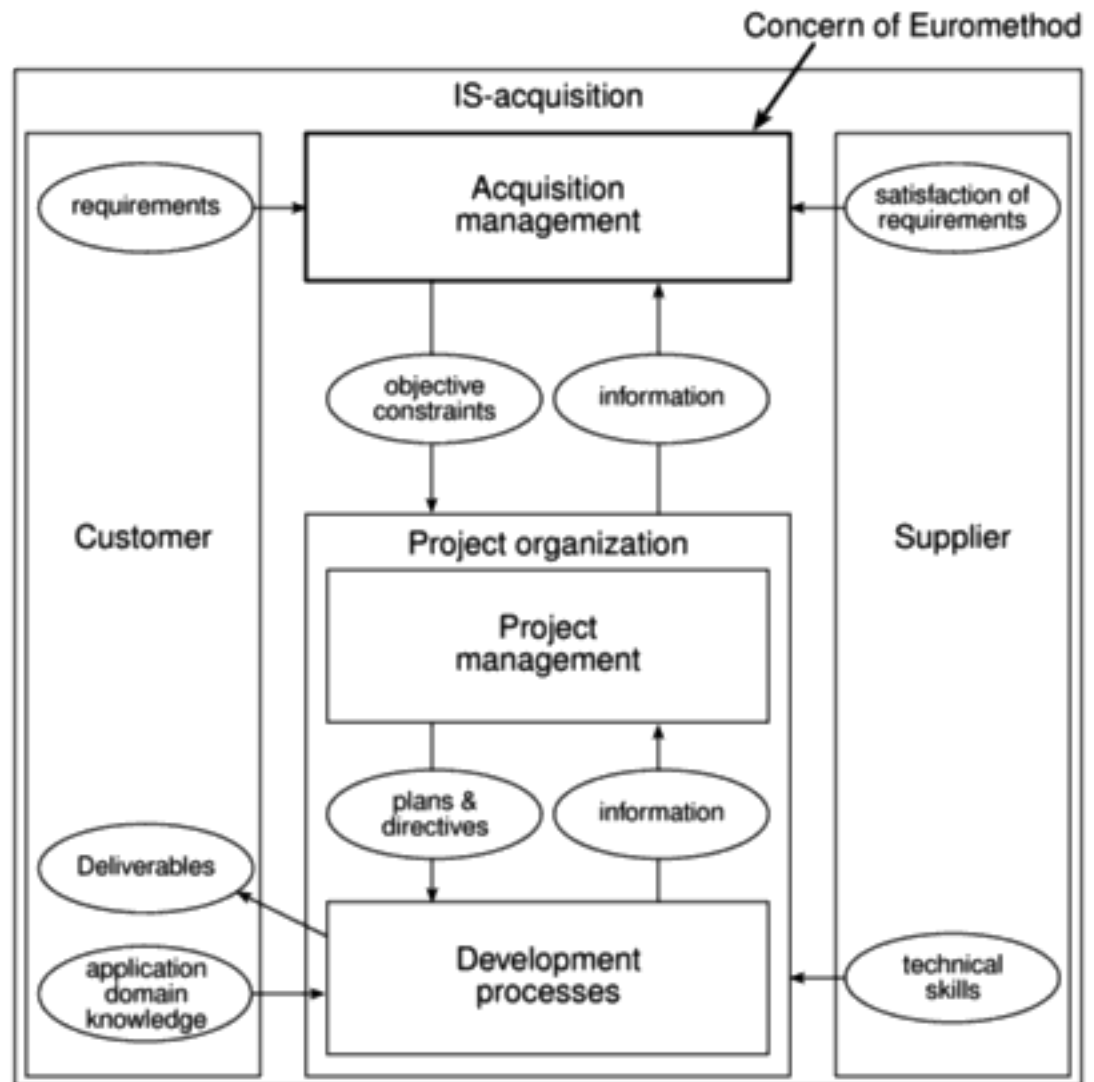 Concern of Euromethod
IS-acquisition
requirements
Acquisition
management
satisfaction of
requirements
objective
constraints
information
Customer
Project organization
Supplier
Project
management
plans &
directives
information
Deliverables
application
domain
knowledge
Development
processes
technical
skills